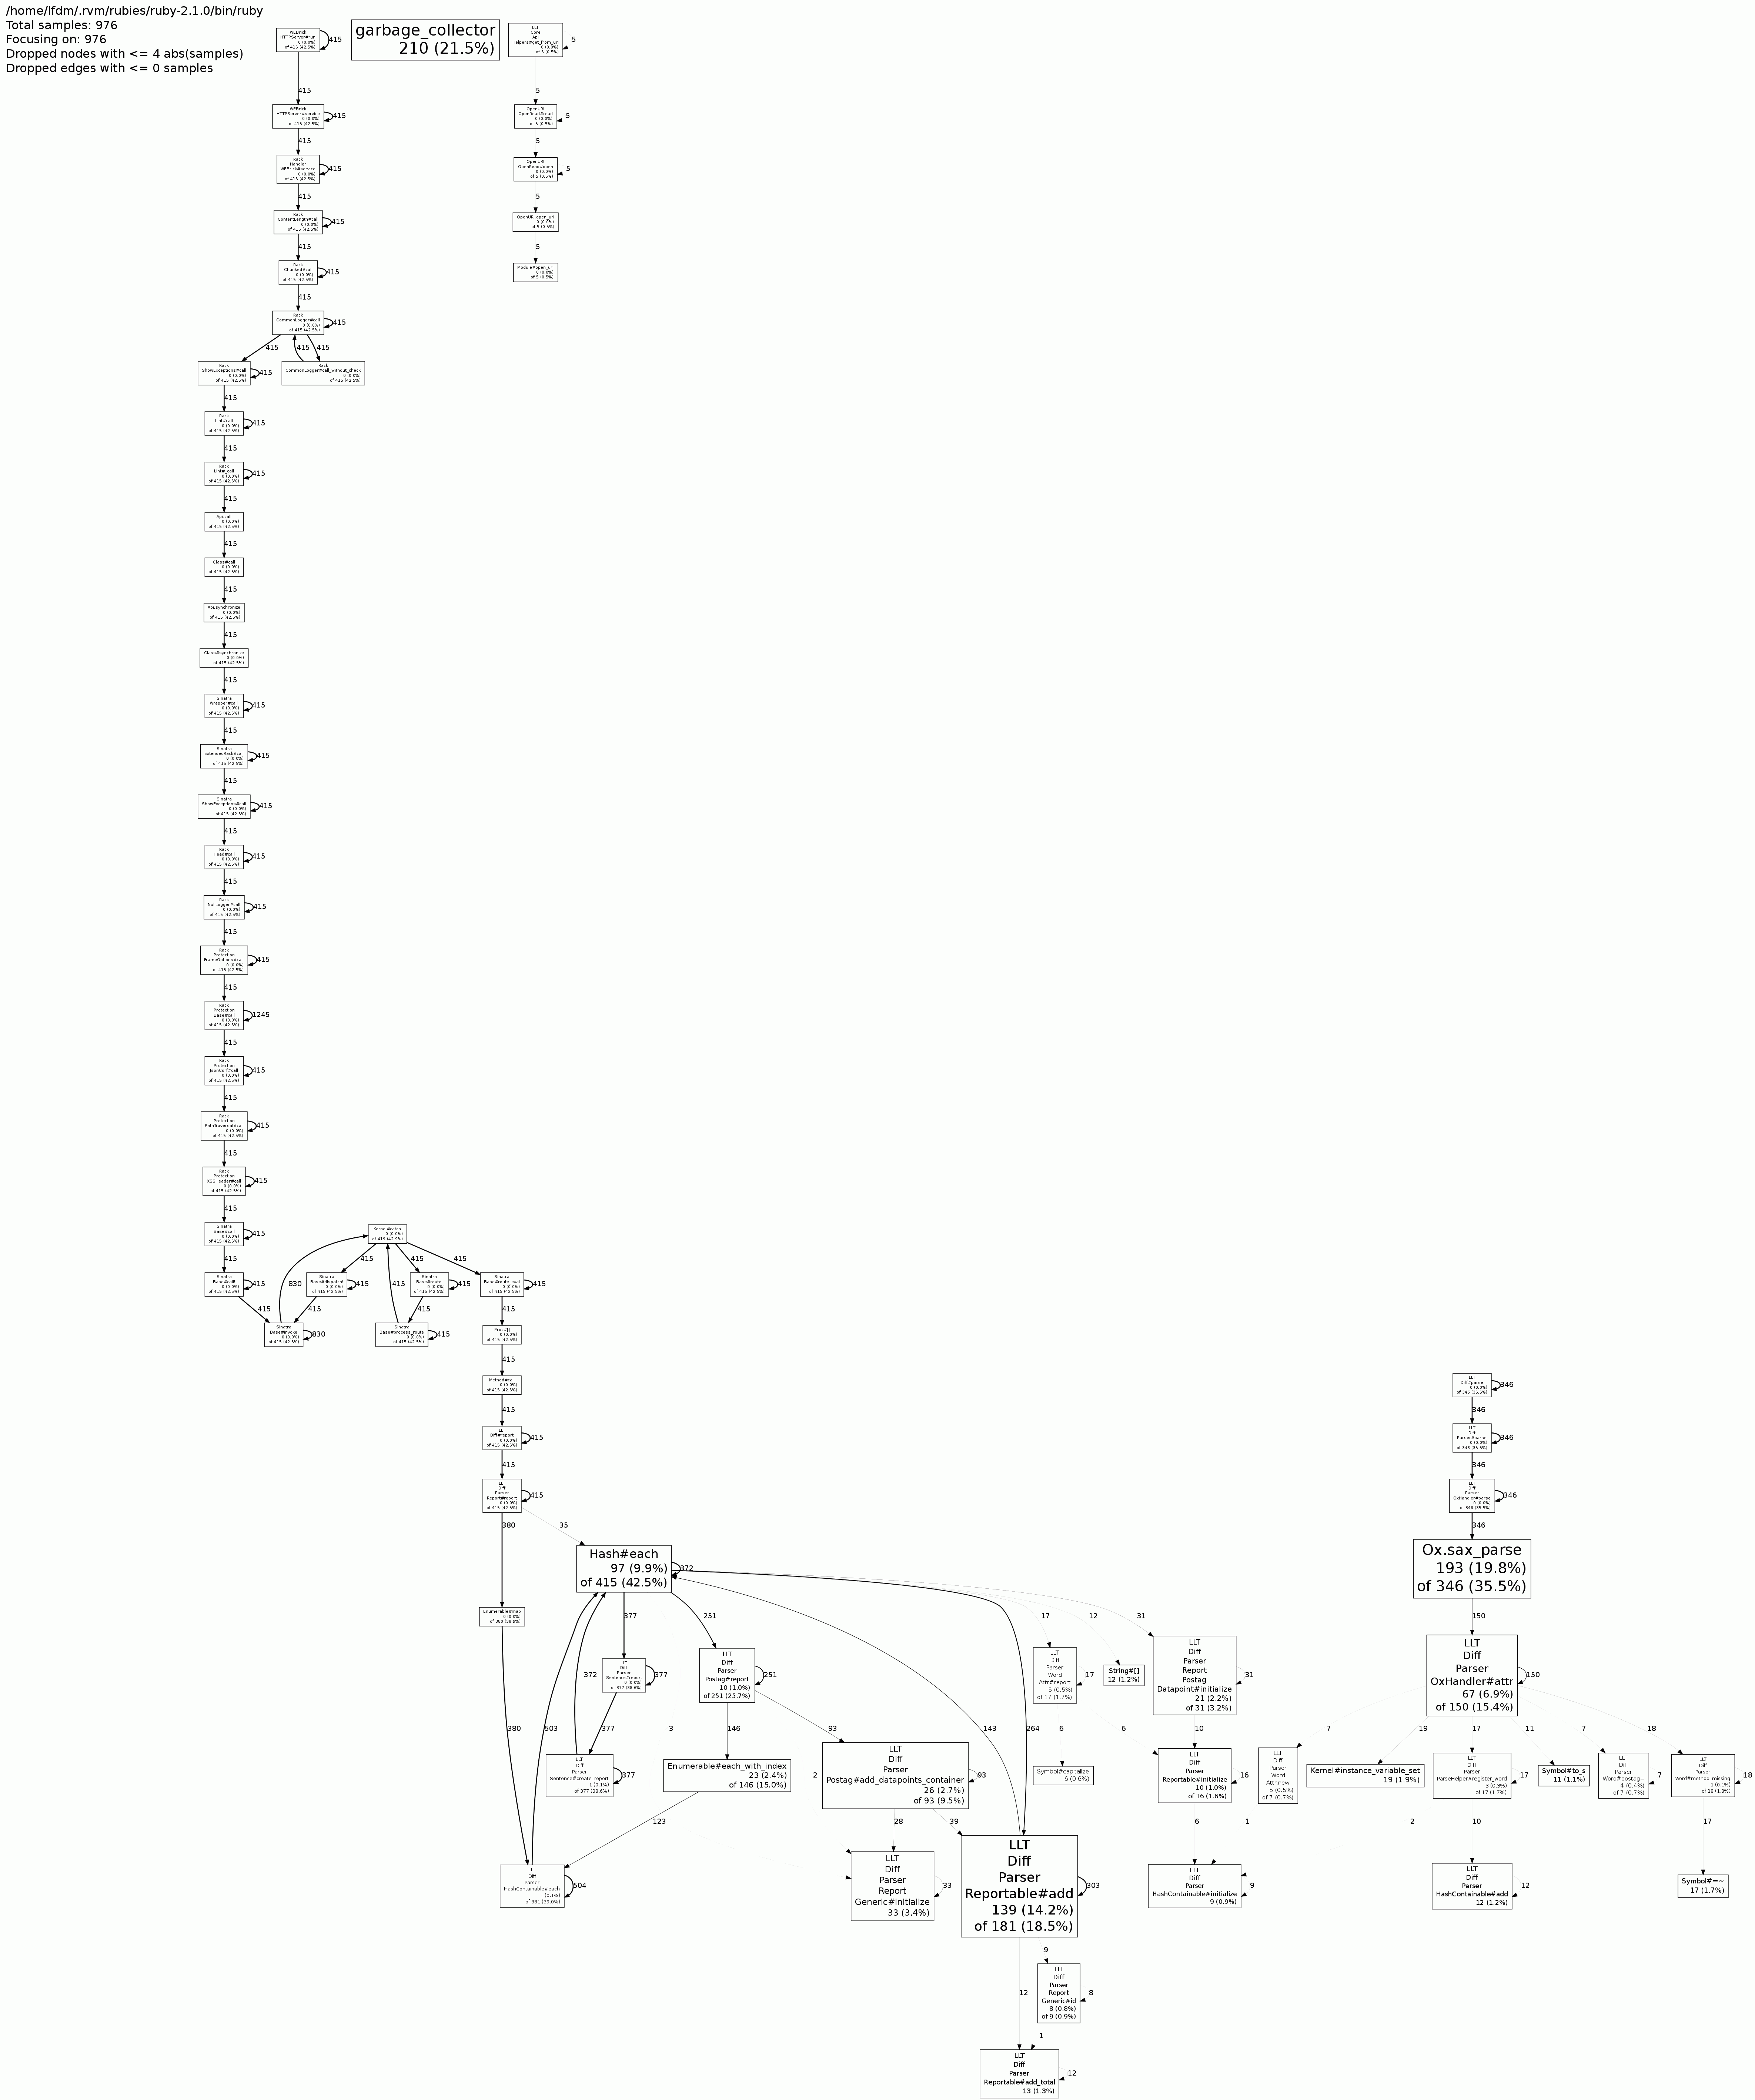 /home/lfdm/.rvm/rubies/ruby-2.1.0/bin/ruby
Total samples: 976
Focusing on: 976
Dropped nodes with <= 4 abs(samples)
Dropped edges with <= 0 samples
WEBrick
HTTPServer#run
0 (0.0%)
of 415 (42.5%)
415
garbage_collector
210 (21.5%)
LLT
Core
Api
Helpers#get_from_uri
0 (0.0%)
of 5 (0.5%)
5
415
5
WEBrick
HTTPServer#service
0 (0.0%)
of 415 (42.5%)
415
OpenURI
OpenRead#read
0 (0.0%)
of 5 (0.5%)
5
415
5
Rack
Handler
WEBrick#service
0 (0.0%)
of 415 (42.5%)
415
OpenURI
OpenRead#open
0 (0.0%)
of 5 (0.5%)
5
415
5
Rack
ContentLength#call
0 (0.0%)
of 415 (42.5%)
415
OpenURI.open_uri
0 (0.0%)
of 5 (0.5%)
415
5
Rack
Chunked#call
0 (0.0%)
of 415 (42.5%)
415
Module#open_uri
0 (0.0%)
of 5 (0.5%)
415
Rack
CommonLogger#call
0 (0.0%)
of 415 (42.5%)
415
415
415
415
Rack
ShowExceptions#call
0 (0.0%)
of 415 (42.5%)
415
Rack
CommonLogger#call_without_check
0 (0.0%)
of 415 (42.5%)
415
Rack
Lint#call
0 (0.0%)
of 415 (42.5%)
415
415
Rack
Lint#_call
0 (0.0%)
of 415 (42.5%)
415
415
Api.call
0 (0.0%)
of 415 (42.5%)
415
Class#call
0 (0.0%)
of 415 (42.5%)
415
Api.synchronize
0 (0.0%)
of 415 (42.5%)
415
Class#synchronize
0 (0.0%)
of 415 (42.5%)
415
Sinatra
Wrapper#call
0 (0.0%)
of 415 (42.5%)
415
415
Sinatra
ExtendedRack#call
0 (0.0%)
of 415 (42.5%)
415
415
Sinatra
ShowExceptions#call
0 (0.0%)
of 415 (42.5%)
415
415
Rack
Head#call
0 (0.0%)
of 415 (42.5%)
415
415
Rack
NullLogger#call
0 (0.0%)
of 415 (42.5%)
415
415
Rack
Protection
FrameOptions#call
0 (0.0%)
of 415 (42.5%)
415
415
Rack
Protection
Base#call
0 (0.0%)
of 415 (42.5%)
1245
415
Rack
Protection
JsonCsrf#call
0 (0.0%)
of 415 (42.5%)
415
415
Rack
Protection
PathTraversal#call
0 (0.0%)
of 415 (42.5%)
415
415
Rack
Protection
XSSHeader#call
0 (0.0%)
of 415 (42.5%)
415
415
Sinatra
Base#call
0 (0.0%)
of 415 (42.5%)
415
Kernel#catch
0 (0.0%)
of 419 (42.9%)
415
415
415
415
Sinatra
Base#call!
0 (0.0%)
of 415 (42.5%)
415
830
Sinatra
Base#dispatch!
0 (0.0%)
of 415 (42.5%)
415
415
Sinatra
Base#route!
0 (0.0%)
of 415 (42.5%)
415
Sinatra
Base#route_eval
0 (0.0%)
of 415 (42.5%)
415
415
415
415
415
Sinatra
Base#invoke
0 (0.0%)
of 415 (42.5%)
830
Sinatra
Base#process_route
0 (0.0%)
of 415 (42.5%)
415
Proc#[]
0 (0.0%)
of 415 (42.5%)
415
Method#call
0 (0.0%)
of 415 (42.5%)
415
LLT
Diff#report
0 (0.0%)
of 415 (42.5%)
415
415
LLT
Diff
Parser
Report#report
0 (0.0%)
of 415 (42.5%)
415
380
35
LLT
Diff#parse
0 (0.0%)
of 346 (35.5%)
346
346
LLT
Diff
Parser#parse
0 (0.0%)
of 346 (35.5%)
346
346
LLT
Diff
Parser
OxHandler#parse
0 (0.0%)
of 346 (35.5%)
346
346
Hash#each
97 (9.9%)
of 415 (42.5%)
372
Ox.sax_parse
193 (19.8%)
of 346 (35.5%)
Enumerable#map
0 (0.0%)
of 380 (38.9%)
377
251
17
12
31
150
LLT
Diff
Parser
Sentence#report
0 (0.0%)
of 377 (38.6%)
377
LLT
Diff
Parser
Postag#report
10 (1.0%)
of 251 (25.7%)
251
LLT
Diff
Parser
Word
Attr#report
5 (0.5%)
of 17 (1.7%)
17
String#[]
12 (1.2%)
LLT
Diff
Parser
Report
Postag
Datapoint#initialize
21 (2.2%)
of 31 (3.2%)
31
LLT
Diff
Parser
OxHandler#attr
67 (6.9%)
of 150 (15.4%)
150
380
503
372
377
3
146
93
143
264
6
6
10
7
19
17
11
7
18
LLT
Diff
Parser
Sentence#create_report
1 (0.1%)
of 377 (38.6%)
377
Enumerable#each_with_index
23 (2.4%)
of 146 (15.0%)
2
LLT
Diff
Parser
Postag#add_datapoints_container
26 (2.7%)
of 93 (9.5%)
93
Symbol#capitalize
6 (0.6%)
LLT
Diff
Parser
Reportable#initialize
10 (1.0%)
of 16 (1.6%)
16
LLT
Diff
Parser
Word
Attr.new
5 (0.5%)
of 7 (0.7%)
Kernel#instance_variable_set
19 (1.9%)
LLT
Diff
Parser
ParseHelper#register_word
3 (0.3%)
of 17 (1.7%)
17
Symbol#to_s
11 (1.1%)
LLT
Diff
Parser
Word#postag=
4 (0.4%)
of 7 (0.7%)
7
LLT
Diff
Parser
Word#method_missing
1 (0.1%)
of 18 (1.8%)
18
123
28
39
6
1
2
10
17
LLT
Diff
Parser
HashContainable#each
1 (0.1%)
of 381 (39.0%)
504
LLT
Diff
Parser
Report
Generic#initialize
33 (3.4%)
33
LLT
Diff
Parser
Reportable#add
139 (14.2%)
of 181 (18.5%)
303
LLT
Diff
Parser
HashContainable#initialize
9 (0.9%)
9
LLT
Diff
Parser
HashContainable#add
12 (1.2%)
12
Symbol#=~
17 (1.7%)
9
12
LLT
Diff
Parser
Report
Generic#id
8 (0.8%)
of 9 (0.9%)
8
1
LLT
Diff
Parser
Reportable#add_total
13 (1.3%)
12